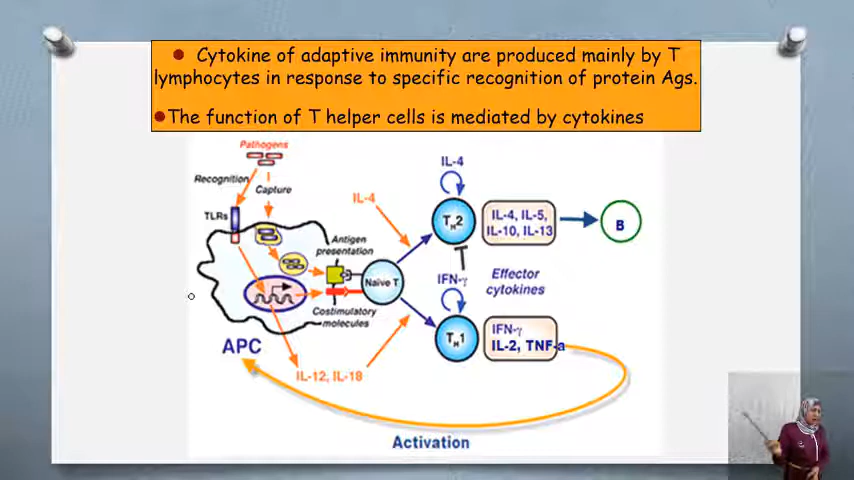 Cytokine of adaptive immunity are produced mainly by T
lymphocytes in response to specific recognition of protein Ags.
The function of T helper cells is mediated by cytokines
Pathogens
Recognition
Capture
TLRs
Antigen
presentation
Naive T
Costimulatory
molecules
APC
IL-12, IL-18
IL-4
IL-4
TH2
IL-4, IL-5,
IL-10, IL-13
B
IFN-γ
Effector
cytokines
TH1
IFN-γ
IL-2, TNF-a
Activation